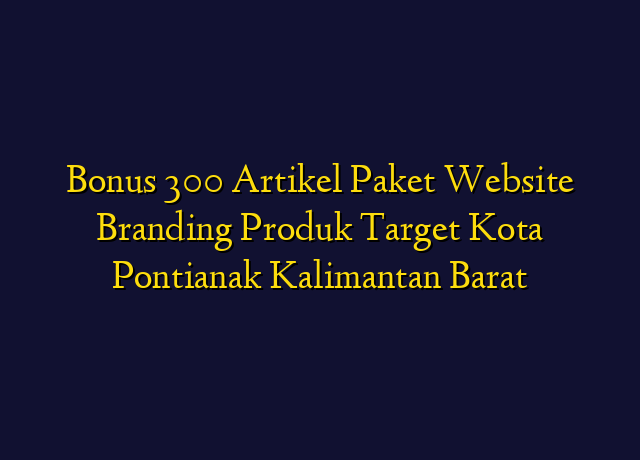 Bonus 300 Artikel Paket Website
Branding Produk Target Kota
Pontianak Kalimantan Barat